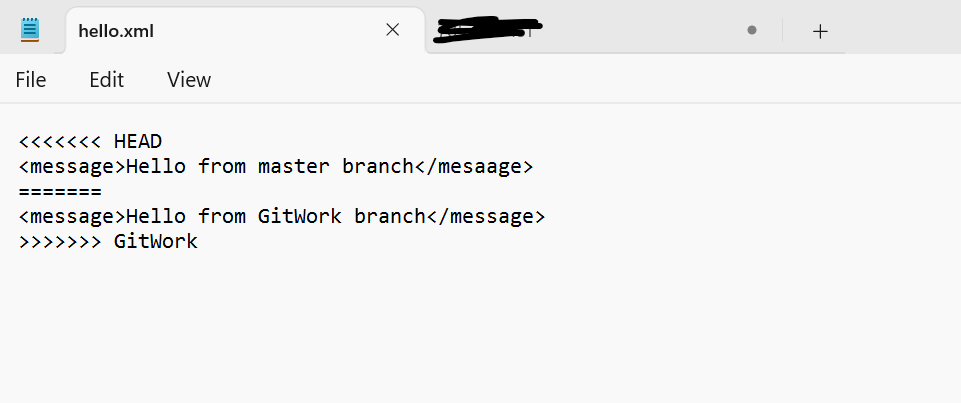 hello.xml
File Edit View
<<<<<<< HEAD
<message>Hello from master branch</mesaage>
=======
<message>Hello from GitWork branch</message>
>>>>>>> GitWork